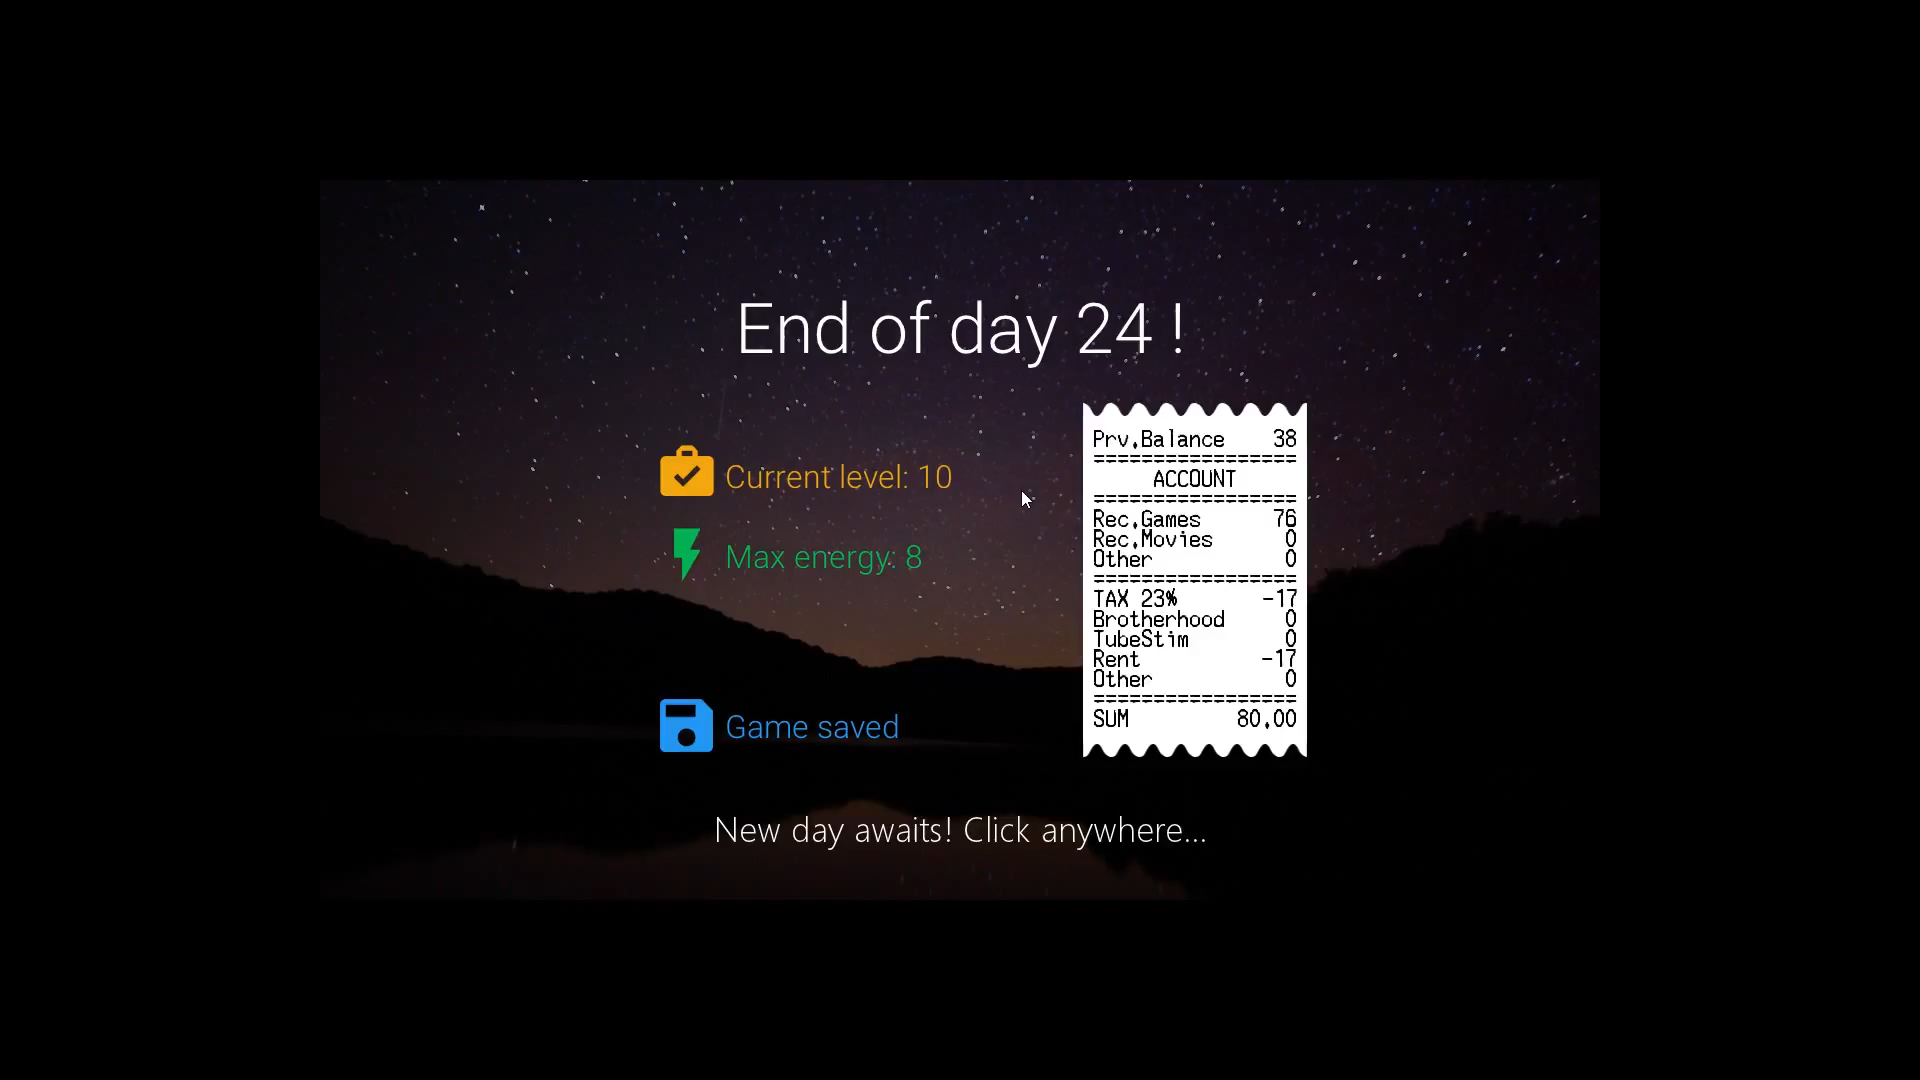 End of day 24 !
Current level: 10
Max energy: 8
Game saved
Prv.Balance 38
=================
ACCOUNT
=================
Rec.Games 76
Rec.Movies 0
Other 0
=================
TAX 23% -17
Brotherhood 0
TubeStim 0
Rent -17
Other 0
=================
SUM 80.00
New day awaits! Click anywhere...